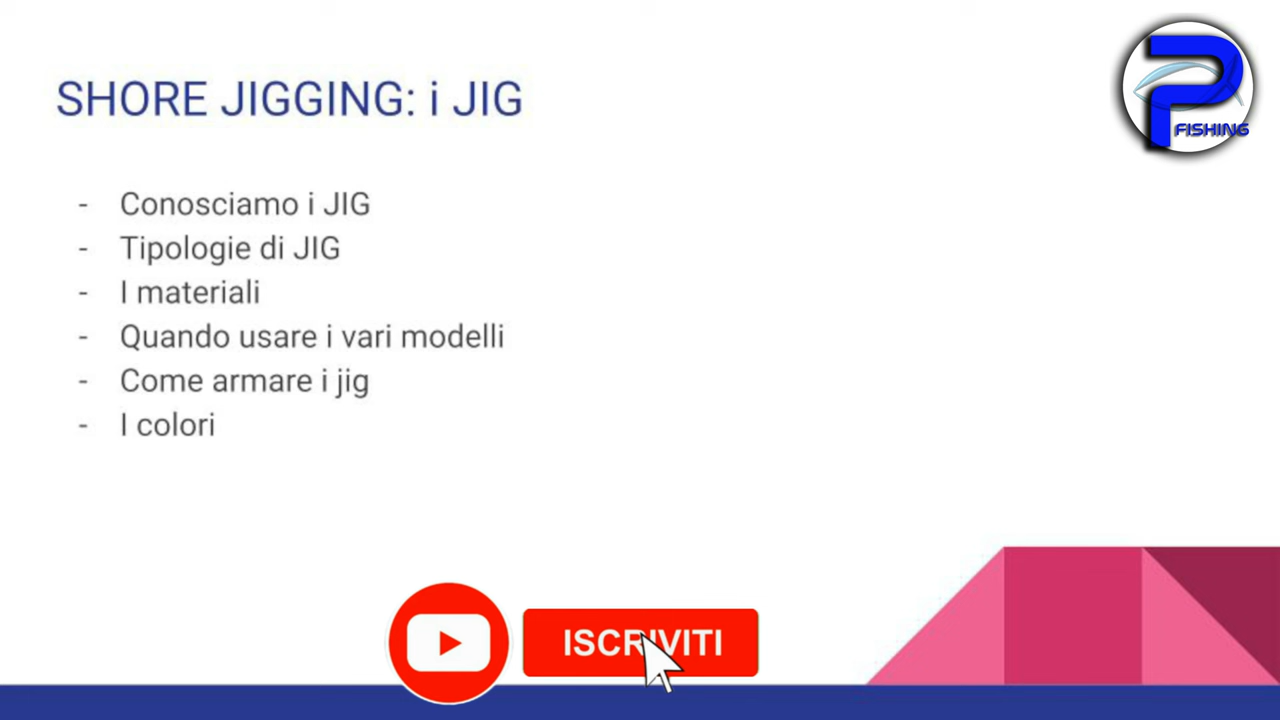 SHORE JIGGING: i JIG
P
FISHING
- Conosciamo i JIG
- Tipologie di JIG
- I materiali
- Quando usare i vari modelli
- Come armare i jig
- I colori
ISCRIVITI